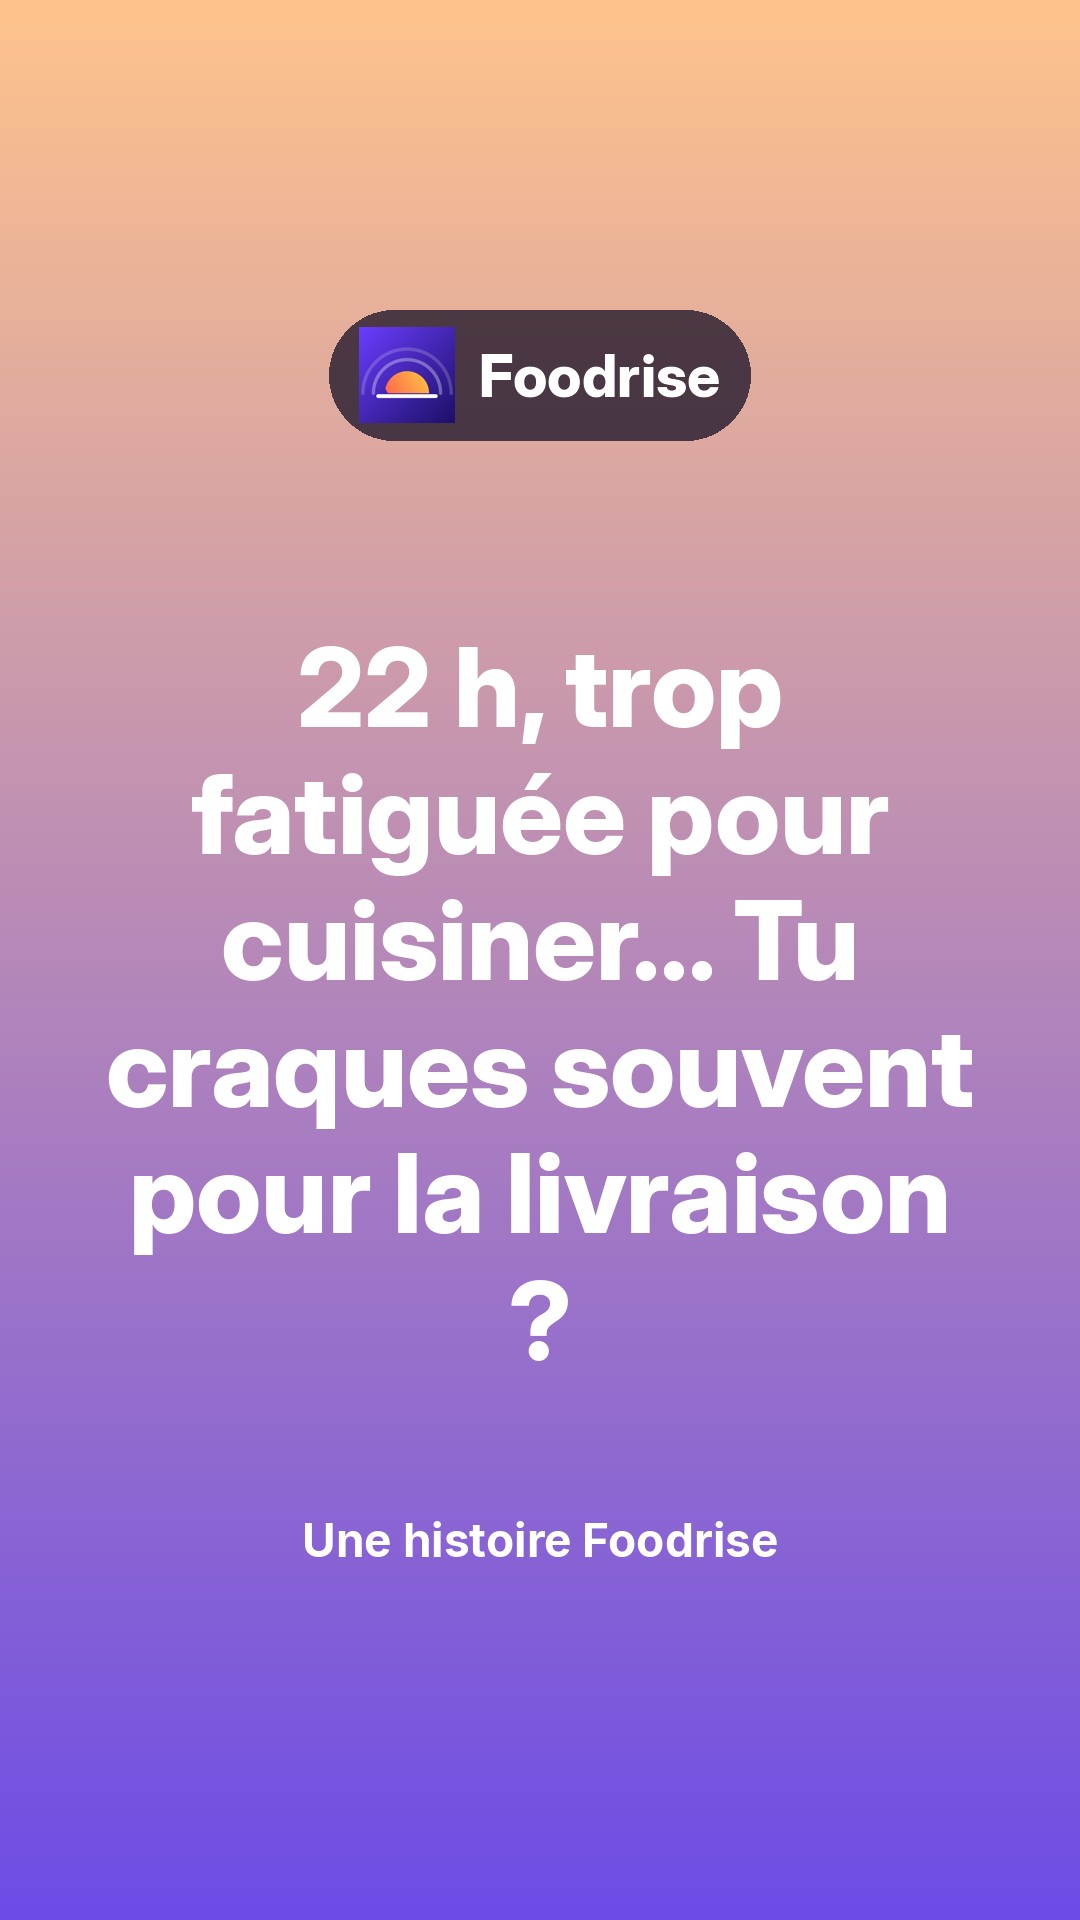 Foodrise
22 h, trop
fatiguée pour
cuisiner... Tu
craques souvent
pour la livraison
?
Une histoire Foodrise